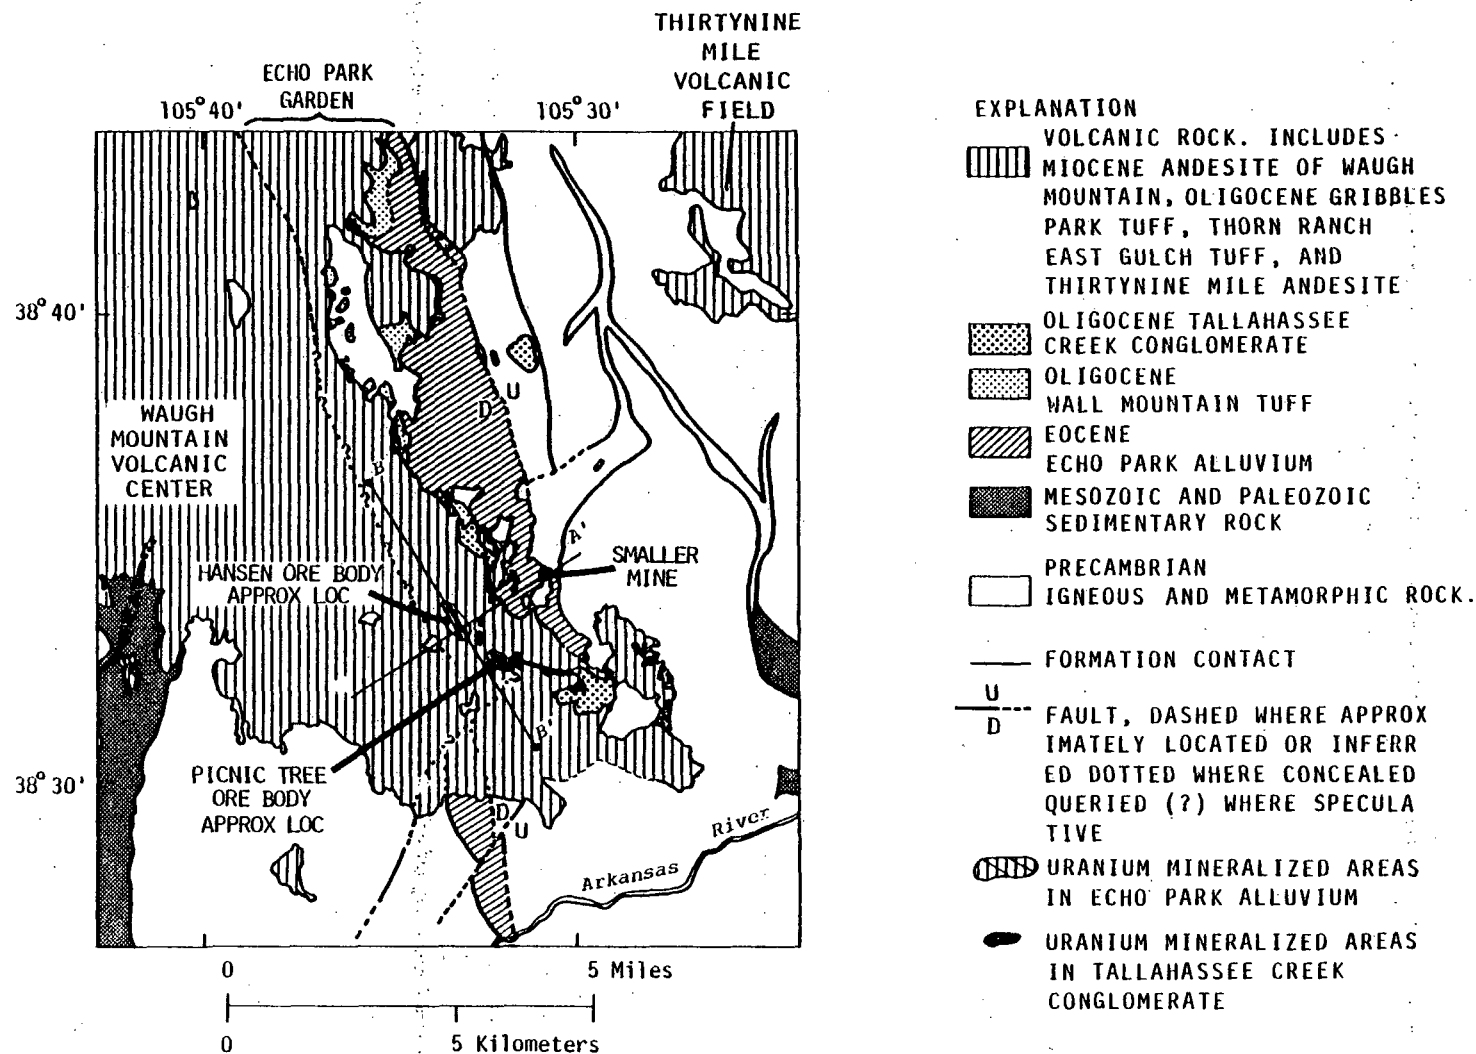 THIRTYNINE
MILE
VOLCANIC
FIELD
ECHO PARK
GARDEN
105° 40'
105° 30'
38° 40'
38° 30'
WAUGH
MOUNTAIN
VOLCANIC
CENTER
U
D
B
A'
HANSEN ORE BODY
APPROX LOC
SMALLER
MINE
B'
PICNIC TREE
ORE BODY
APPROX LOC
D
U
Arkansas River
0 5 Miles
0 5 Kilometers
EXPLANATION
VOLCANIC ROCK. INCLUDES
MIOCENE ANDESITE OF WAUGH
MOUNTAIN, OLIGOCENE GRIBBLES
PARK TUFF, THORN RANCH
EAST GULCH TUFF, AND
THIRTYNINE MILE ANDESITE
OLIGOCENE TALLAHASSEE
CREEK CONGLOMERATE
OLIGOCENE
WALL MOUNTAIN TUFF
EOCENE
ECHO PARK ALLUVIUM
MESOZOIC AND PALEOZOIC
SEDIMENTARY ROCK
PRECAMBRIAN
IGNEOUS AND METAMORPHIC ROCK.
FORMATION CONTACT
U
D
FAULT, DASHED WHERE APPROX
IMATELY LOCATED OR INFERR
ED DOTTED WHERE CONCEALED
QUERIED (?) WHERE SPECULA
TIVE
URANIUM MINERALIZED AREAS
IN ECHO PARK ALLUVIUM
URANIUM MINERALIZED AREAS
IN TALLAHASSEE CREEK
CONGLOMERATE